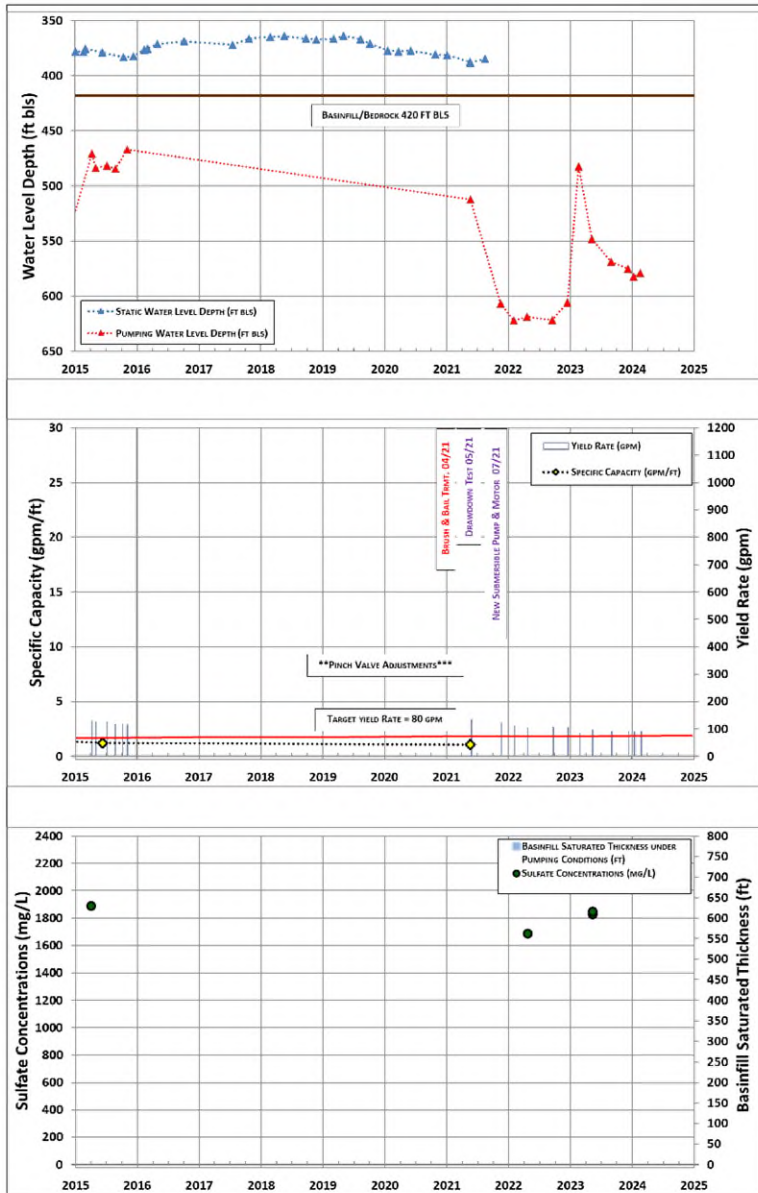 350
400
450
500
550
600
650
Water Level Depth (ft bls)
BASINFILL/BEDROCK 420 FT BLS
STATIC WATER LEVEL DEPTH (FT BLS)
PUMPING WATER LEVEL DEPTH (FT BLS)
2015 2016 2017 2018 2019 2020 2021 2022 2023 2024 2025
30
25
20
15
10
5
0
Specific Capacity (gpm/ft)
BRUSH & BAIL TRMT. 04/21
DRAWDOWN TEST 05/21
NEW SUBMERSIBLE PUMP & MOTOR 07/21
YIELD RATE (GPM)
SPECIFIC CAPACITY (GPM/FT)
**PINCH VALVE ADJUSTMENTS***
TARGET YIELD RATE = 80 GPM
1200
1100
1000
900
800
700
600
500
400
300
200
100
0
Yield Rate (gpm)
2015 2016 2017 2018 2019 2020 2021 2022 2023 2024 2025
2400
2200
2000
1800
1600
1400
1200
1000
800
600
400
200
0
Sulfate Concentrations (mg/L)
BASINFILL SATURATED THICKNESS UNDER
PUMPING CONDITIONS (FT)
SULFATE CONCENTRATIONS (MG/L)
800
750
700
650
600
550
500
450
400
350
300
250
200
150
100
50
0
Basinfill Saturated Thickness (ft)
2015 2016 2017 2018 2019 2020 2021 2022 2023 2024 2025